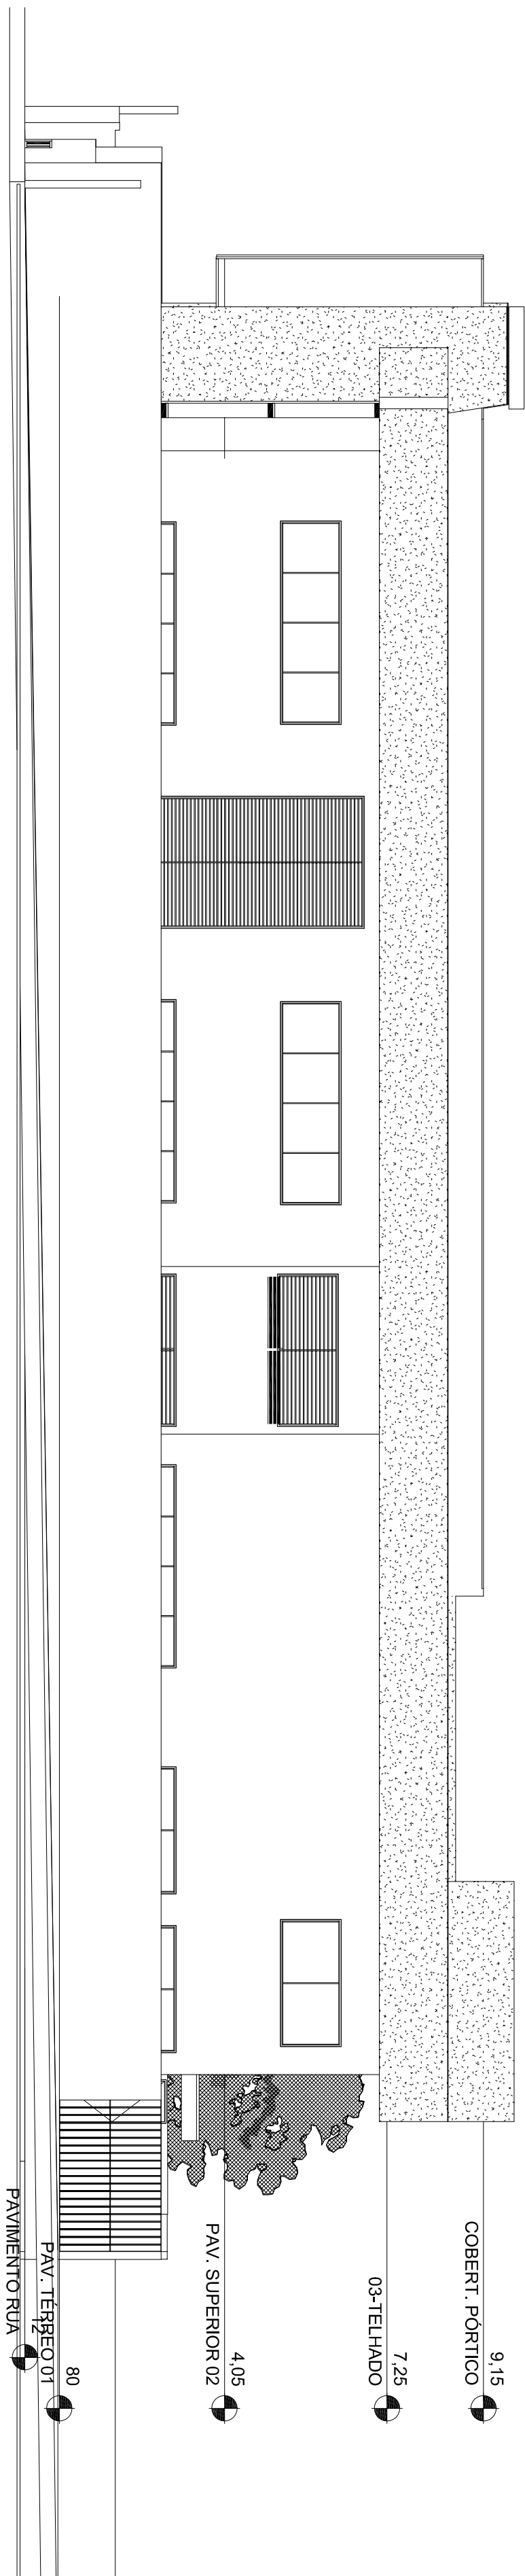 9,15
COBERT. PÓRTICO
7,25
03-TELHADO
4,05
PAV. SUPERIOR 02
80
PAV. TÉRREO 01
12
PAVIMENTO RUA